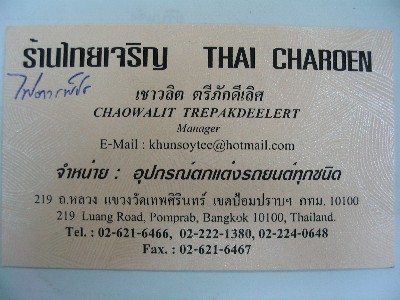 ร้านไทยเจริญ THAI CHAROEN
เชาวลิต ตรีภักดีเลิศ
CHAOWALIT TREPAKDEELERT
Manager
E-Mail : khunsoytee@hotmail.com
จำหน่าย : อุปกรณ์ตกแต่งรถยนต์ทุกชนิด
219 ถ.หลวง แขวงวัดเทพศิรินทร์ เขตป้อมปราบฯ กทม. 10100
219 Luang Road, Pomprab, Bangkok 10100, Thailand.
Tel. : 02-621-6466, 02-222-1380, 02-224-0648
Fax. : 02-621-6467